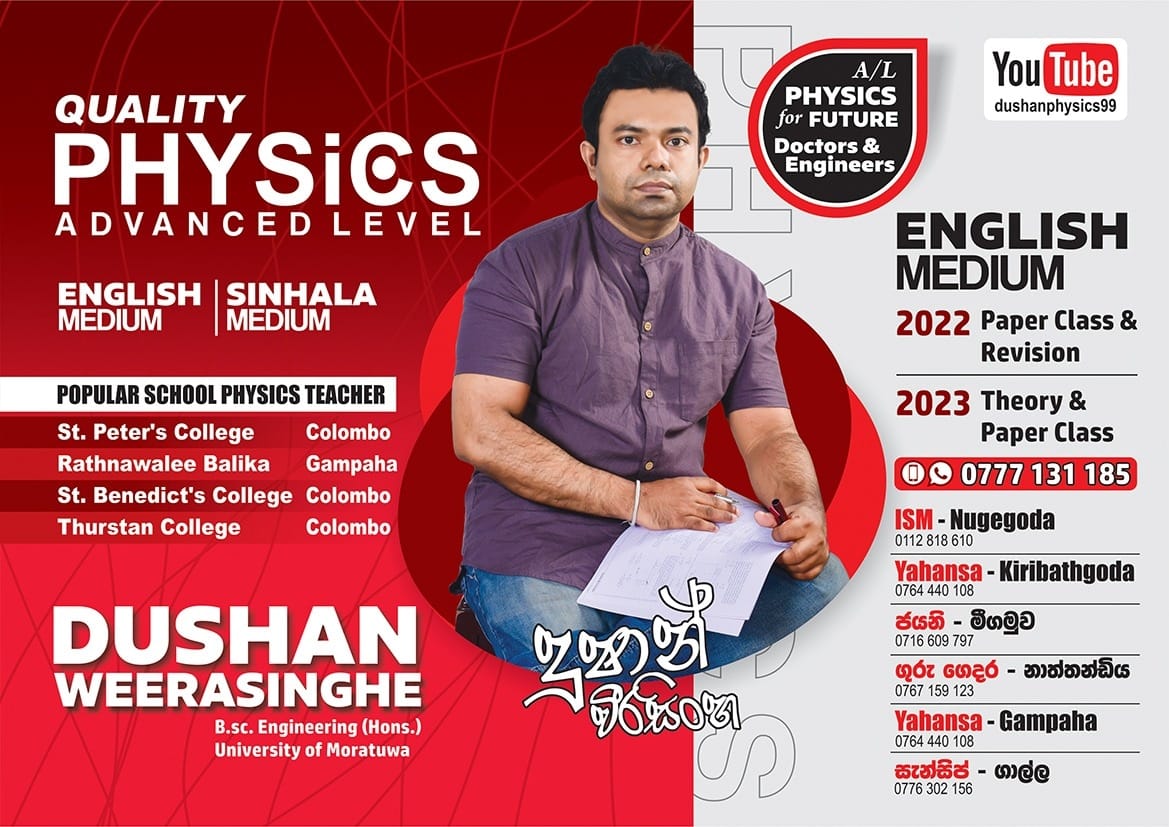 QUALITY
PHYSiCS
ADVANCED LEVEL
ENGLISH MEDIUM
SINHALA MEDIUM
POPULAR SCHOOL PHYSICS TEACHER
St. Peter's College Colombo
Rathnawalee Balika Gampaha
St. Benedict's College Colombo
Thurstan College Colombo
DUSHAN
WEERASINGHE
B.sc. Engineering (Hons.)
University of Moratuwa
දුෂාන්
වීරසිංහ
PHYSICS
A/L
PHYSICS
for FUTURE
Doctors &
Engineers
YouTube
dushanphysics99
ENGLISH
MEDIUM
2022 Paper Class &
Revision
2023 Theory &
Paper Class
0777 131 185
ISM - Nugegoda
0112 818 610
Yahansa - Kiribathgoda
0764 440 108
ජයනි - මීගමුව
0716 609 797
ගුරු ගෙදර - නාත්තන්ඩිය
0767 159 123
Yahansa - Gampaha
0764 440 108
සැන්සිප් - ගාල්ල
0776 302 156